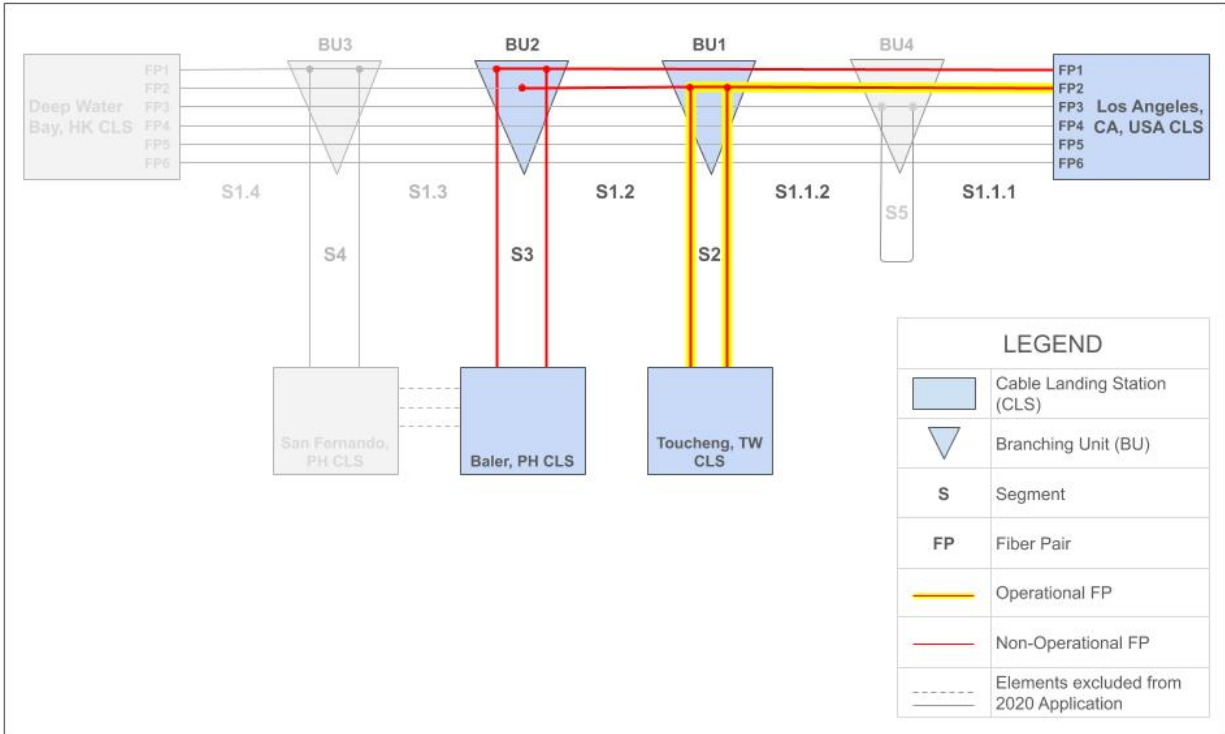 BU3
BU2
BU1
BU4
Deep Water
Bay, HK CLS
FP1
FP2
FP3
FP4
FP5
FP6
FP1
FP2
FP3
FP4
FP5
FP6
Los Angeles,
CA, USA CLS
S1.4
S1.3
S1.2
S1.1.2
S1.1.1
S4
S3
S2
S5
San Fernando,
PH CLS
Baler, PH CLS
Toucheng, TW
CLS
LEGEND
Cable Landing Station
(CLS)
Branching Unit (BU)
S
Segment
FP
Fiber Pair
Operational FP
Non-Operational FP
Elements excluded from
2020 Application